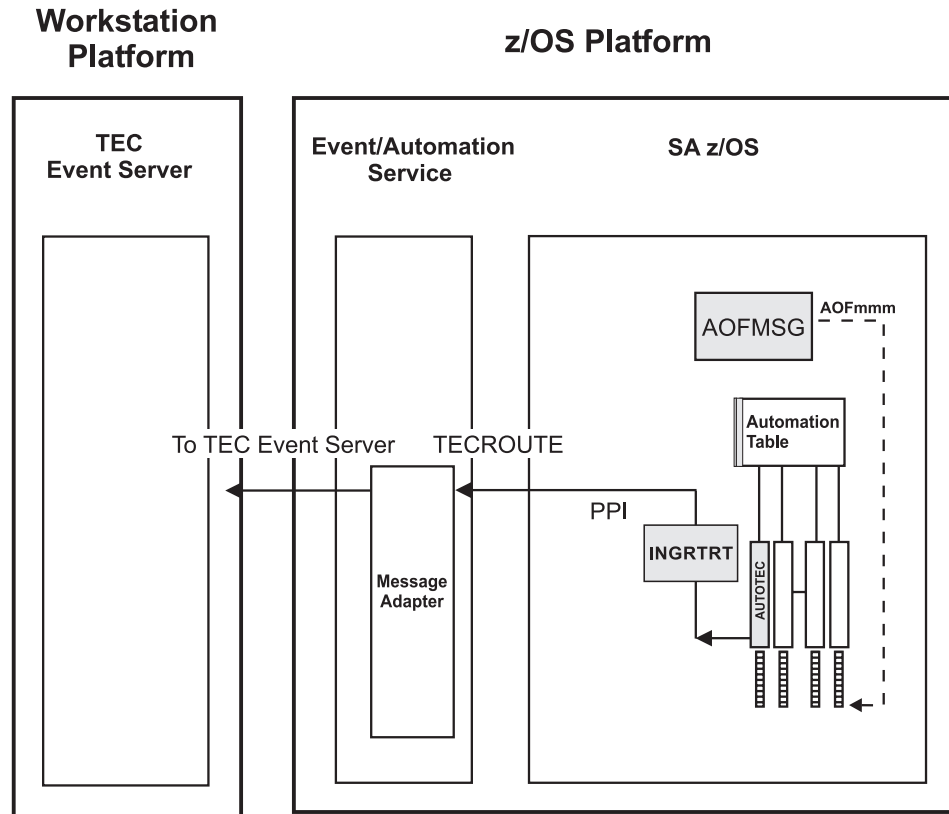 Workstation
Platform
z/OS Platform
TEC
Event Server
Event/Automation
Service
SA z/OS
AOFMSG
AOFmmm
Automation
Table
To TEC Event Server
TECROUTE
PPI
INGRTRT
AUTOTEC
Message
Adapter